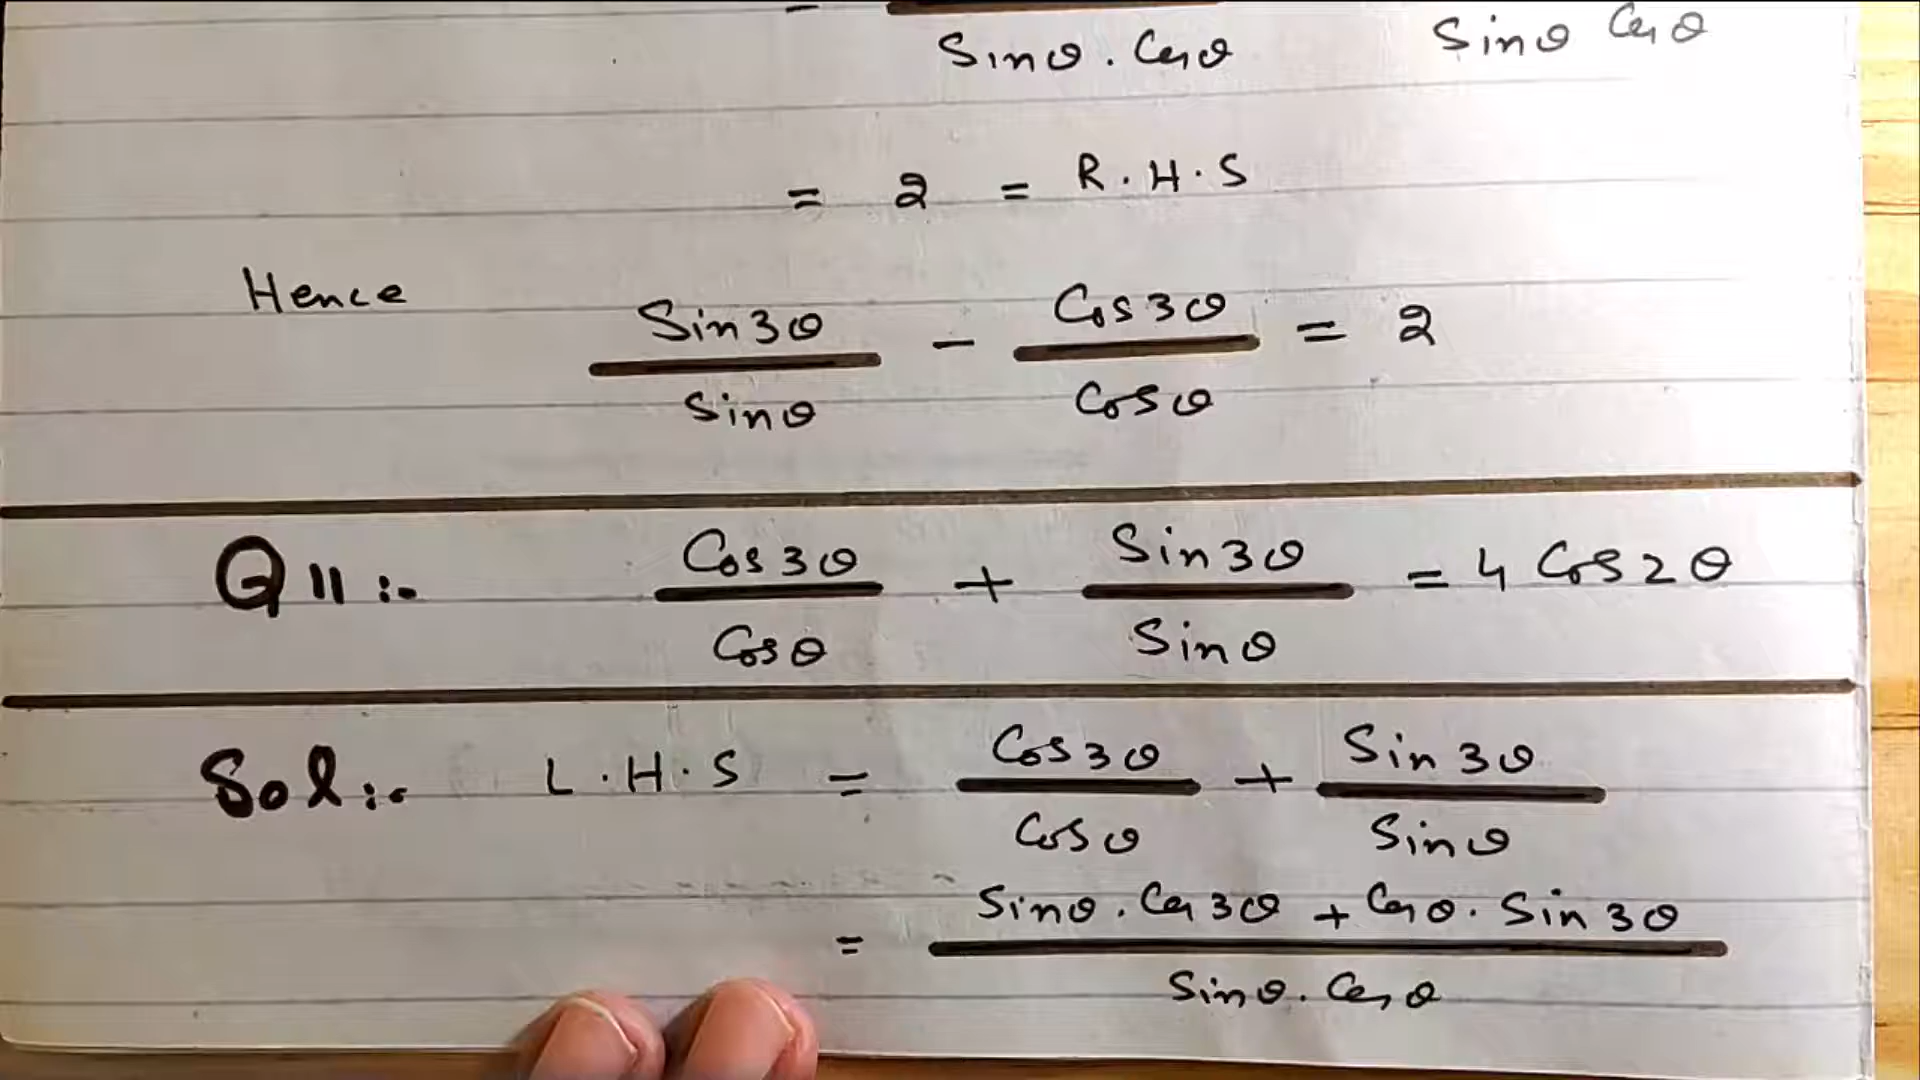 Sinθ . Cosθ Sinθ Cosθ
= 2 = R.H.S
Hence Sin3θ/Sinθ - Cos3θ/Cosθ = 2
Q11:- Cos3θ/Cosθ + Sin3θ/Sinθ = 4 Cos2θ
Sol:- L.H.S = Cos3θ/Cosθ + Sin3θ/Sinθ
= Sinθ . Cos3θ + Cosθ . Sin3θ / Sinθ . Cosθ